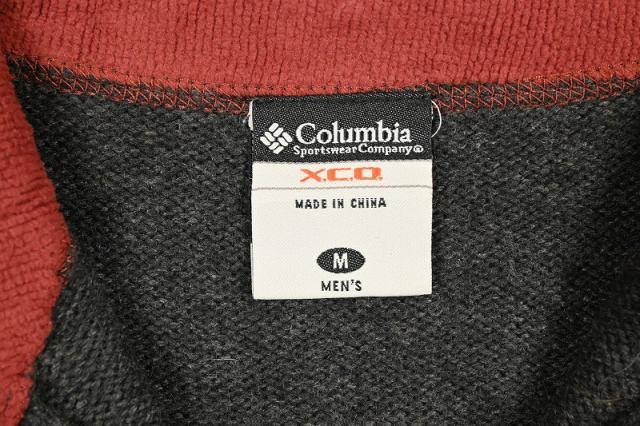 Columbia
Sportswear Company®
X.C.O.
MADE IN CHINA
M
MEN'S